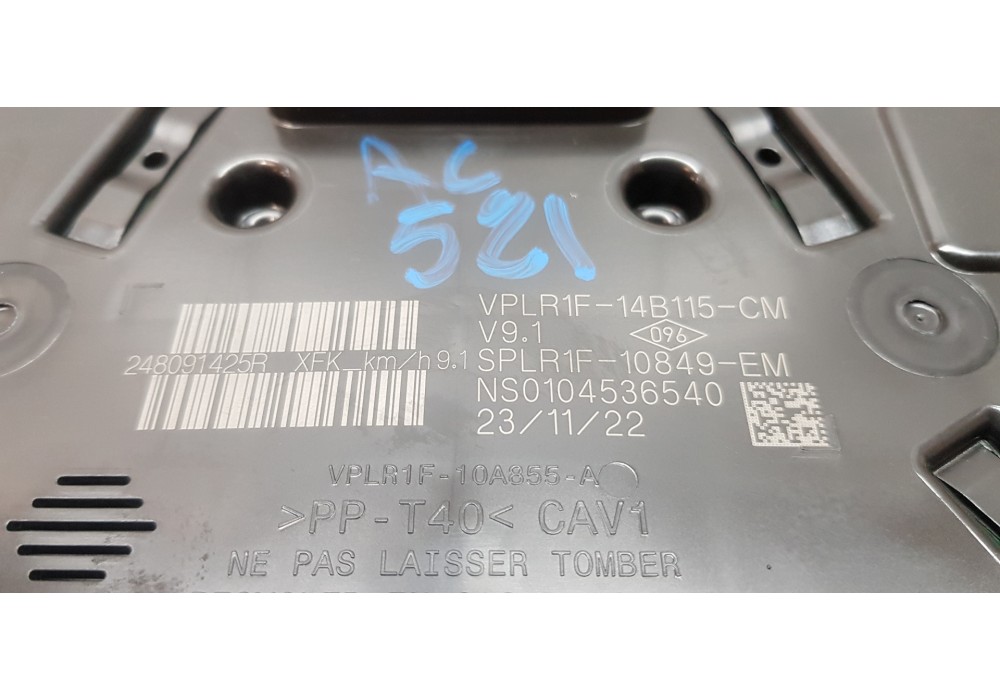 AC
521
VPLR1F-14B115-CM
V9.1 096
248091425R XFK_km/h 9.1 SPLR1F-10849-EM
NS0104536540
23/11/22
VPLR1F-10A855-A
>PP-T40< CAV1
NE PAS LAISSER TOMBER